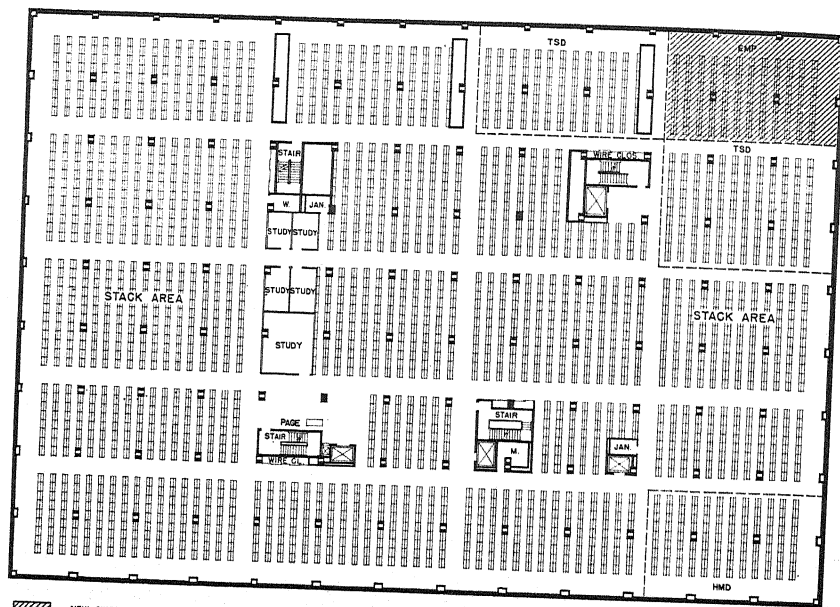 TSD
EMP
TSD
STAIR
WIRE CLOS.
W.
JAN.
STUDY
STUDY
STUDY
STUDY
STACK AREA
STACK AREA
STUDY
PAGE
STAIR
WIRE CL.
STAIR
M.
JAN.
HMD